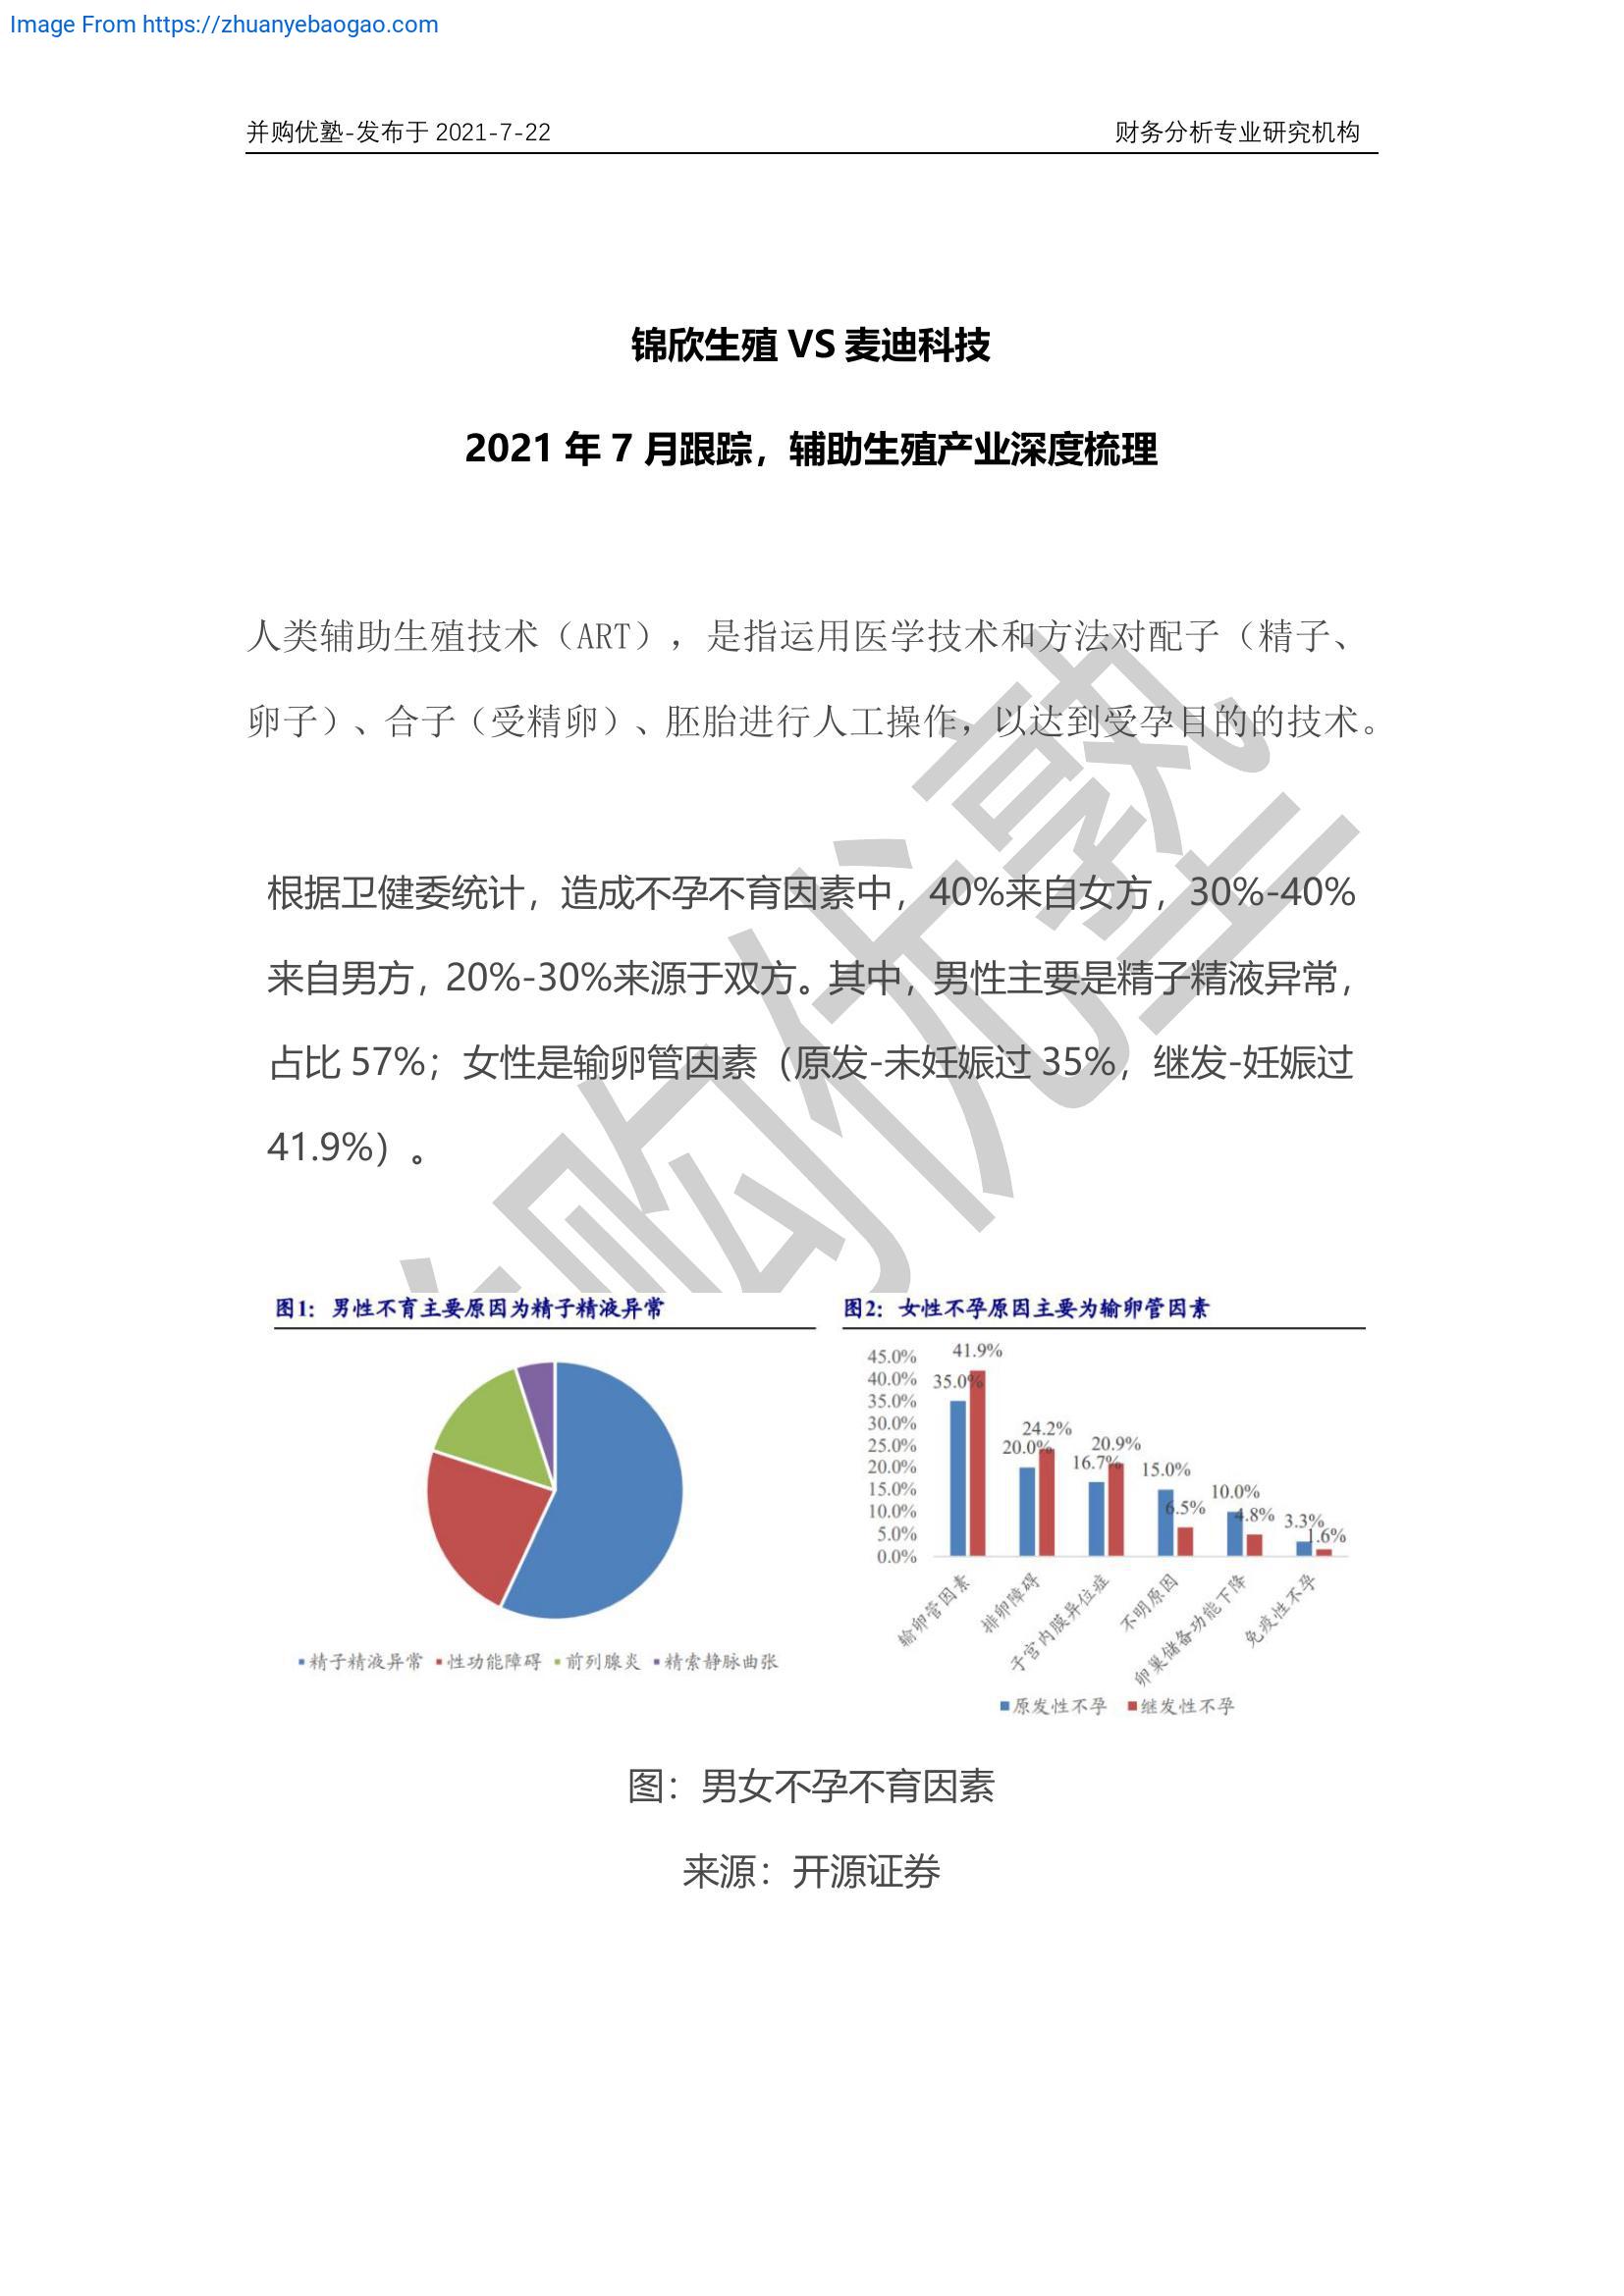 Image From https://zhuanyebaogao.com
并购优塾-发布于 2021-7-22
财务分析专业研究机构
锦欣生殖 VS 麦迪科技
2021 年 7 月跟踪，辅助生殖产业深度梳理
人类辅助生殖技术（ART），是指运用医学技术和方法对配子（精子、
卵子）、合子（受精卵）、胚胎进行人工操作，以达到受孕目的的技术。
根据卫健委统计，造成不孕不育因素中，40%来自女方，30%-40%
来自男方，20%-30%来源于双方。其中，男性主要是精子精液异常，
占比 57%；女性是输卵管因素（原发-未妊娠过 35%，继发-妊娠过
41.9%）。
购优塾
图1：男性不育主要原因为精子精液异常
精子精液异常 性功能障碍 前列腺炎 精索静脉曲张
图2：女性不孕原因主要为输卵管因素
45.0%
40.0%
35.0%
30.0%
25.0%
20.0%
15.0%
10.0%
5.0%
0.0%
35.0% 41.9%
20.0% 24.2%
16.7% 20.9%
15.0% 6.5%
10.0% 4.8%
3.3% 1.6%
输卵管因素
排卵障碍
子宫内膜异位症
不明原因
卵巢储备功能下降
免疫性不孕
原发性不孕 继发性不孕
图：男女不孕不育因素
来源：开源证券